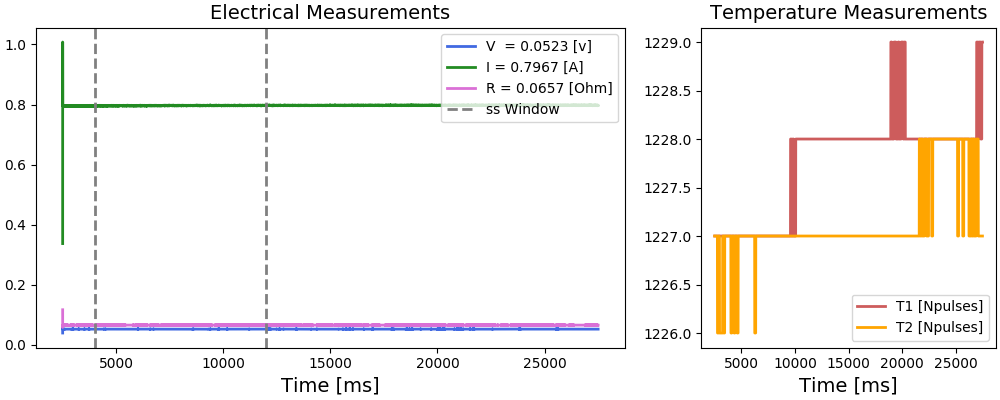 Electrical Measurements
1.0
0.8
0.6
0.4
0.2
0.0
5000
10000
15000
20000
25000
Time [ms]
V  = 0.0523 [v]
I = 0.7967 [A]
R = 0.0657 [Ohm]
ss Window
Temperature Measurements
1229.0
1228.5
1228.0
1227.5
1227.0
1226.5
1226.0
5000
10000
15000
20000
25000
Time [ms]
T1 [Npulses]
T2 [Npulses]